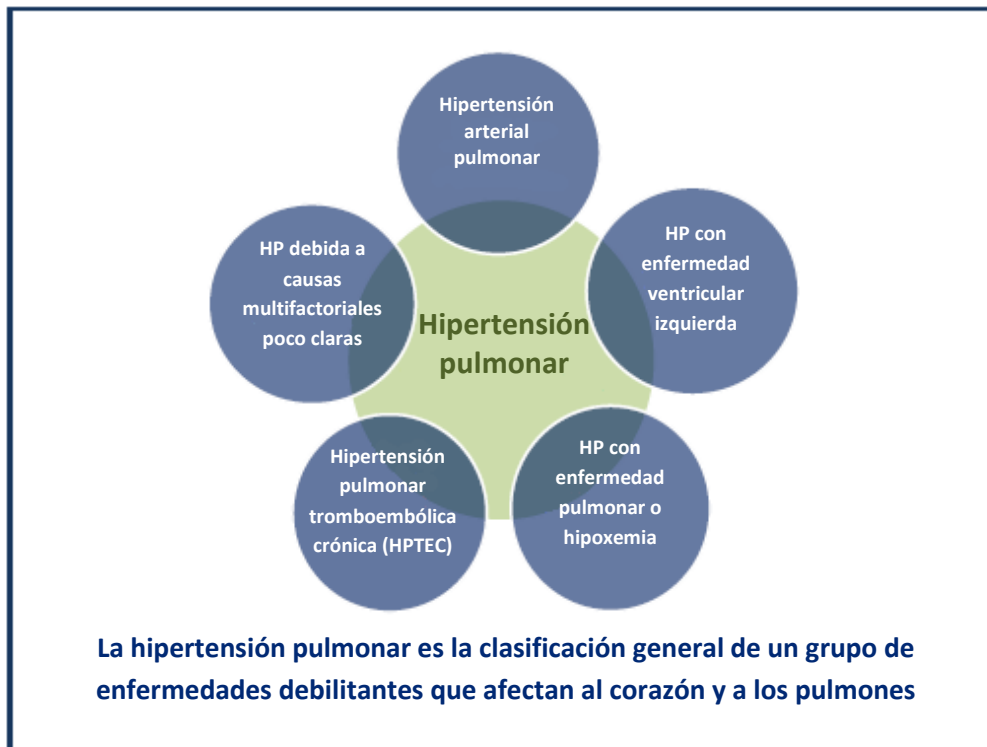 Hipertensión
arterial
pulmonar
HP con
enfermedad
ventricular
izquierda
HP con
enfermedad
pulmonar o
hipoxemia
Hipertensión
pulmonar
tromboembólica
crónica (HPTEC)
HP debida a
causas
multifactoriales
poco claras
Hipertensión
pulmonar
La hipertensión pulmonar es la clasificación general de un grupo de
enfermedades debilitantes que afectan al corazón y a los pulmones